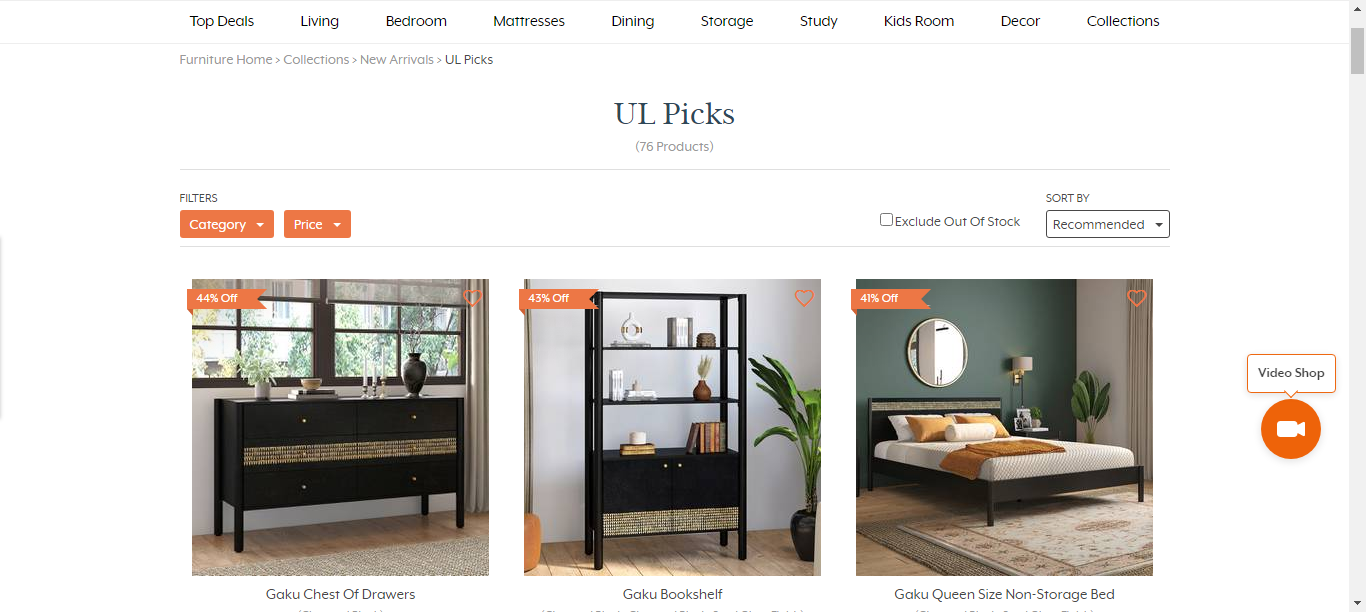 Top Deals Living Bedroom Mattresses Dining Storage Study Kids Room Decor Collections
Furniture Home > Collections > New Arrivals > UL Picks
UL Picks
(76 Products)
FILTERS
SORT BY
Category Price
Exclude Out Of Stock
Recommended
44% Off
43% Off
41% Off
Video Shop
Gaku Chest Of Drawers
Gaku Bookshelf
Gaku Queen Size Non-Storage Bed